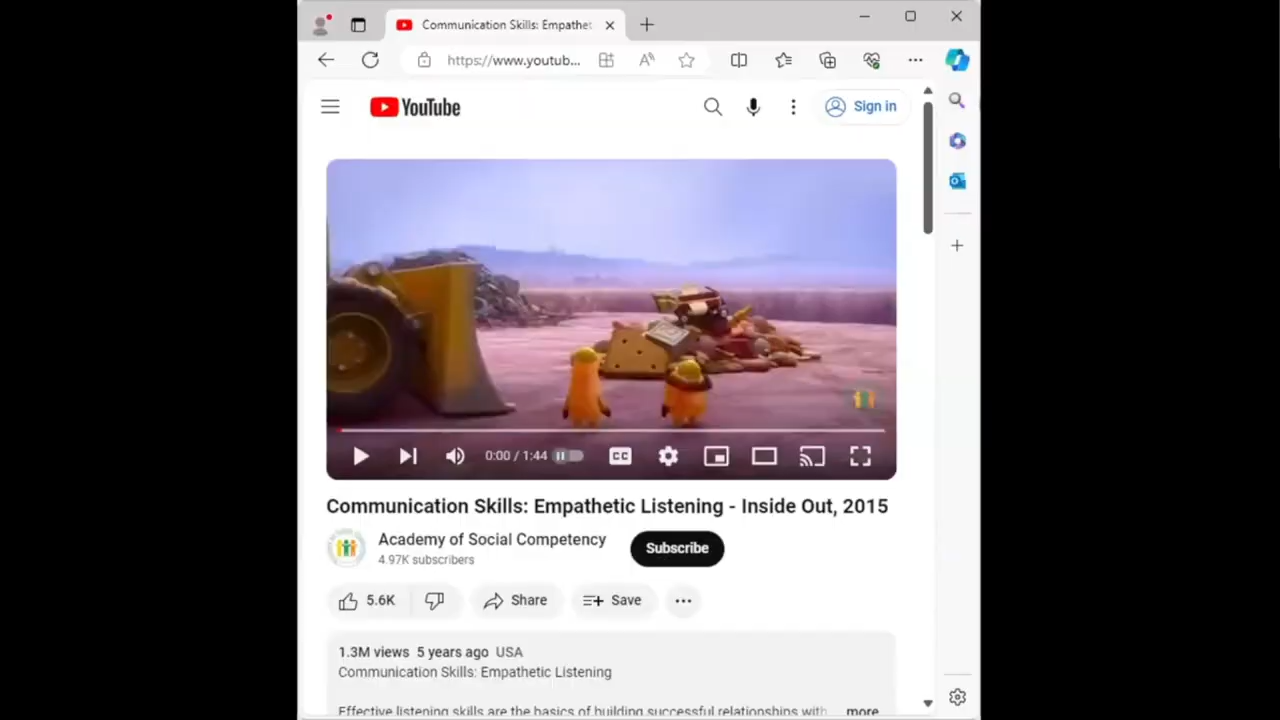 Communication Skills: Empathet
https://www.youtub...
YouTube
Sign in
0:00 / 1:44
CC
Communication Skills: Empathetic Listening - Inside Out, 2015
Academy of Social Competency
4.97K subscribers
Subscribe
5.6K
Share
Save
1.3M views 5 years ago USA
Communication Skills: Empathetic Listening
Effective listening skills are the basics of building successful relationships with
...more